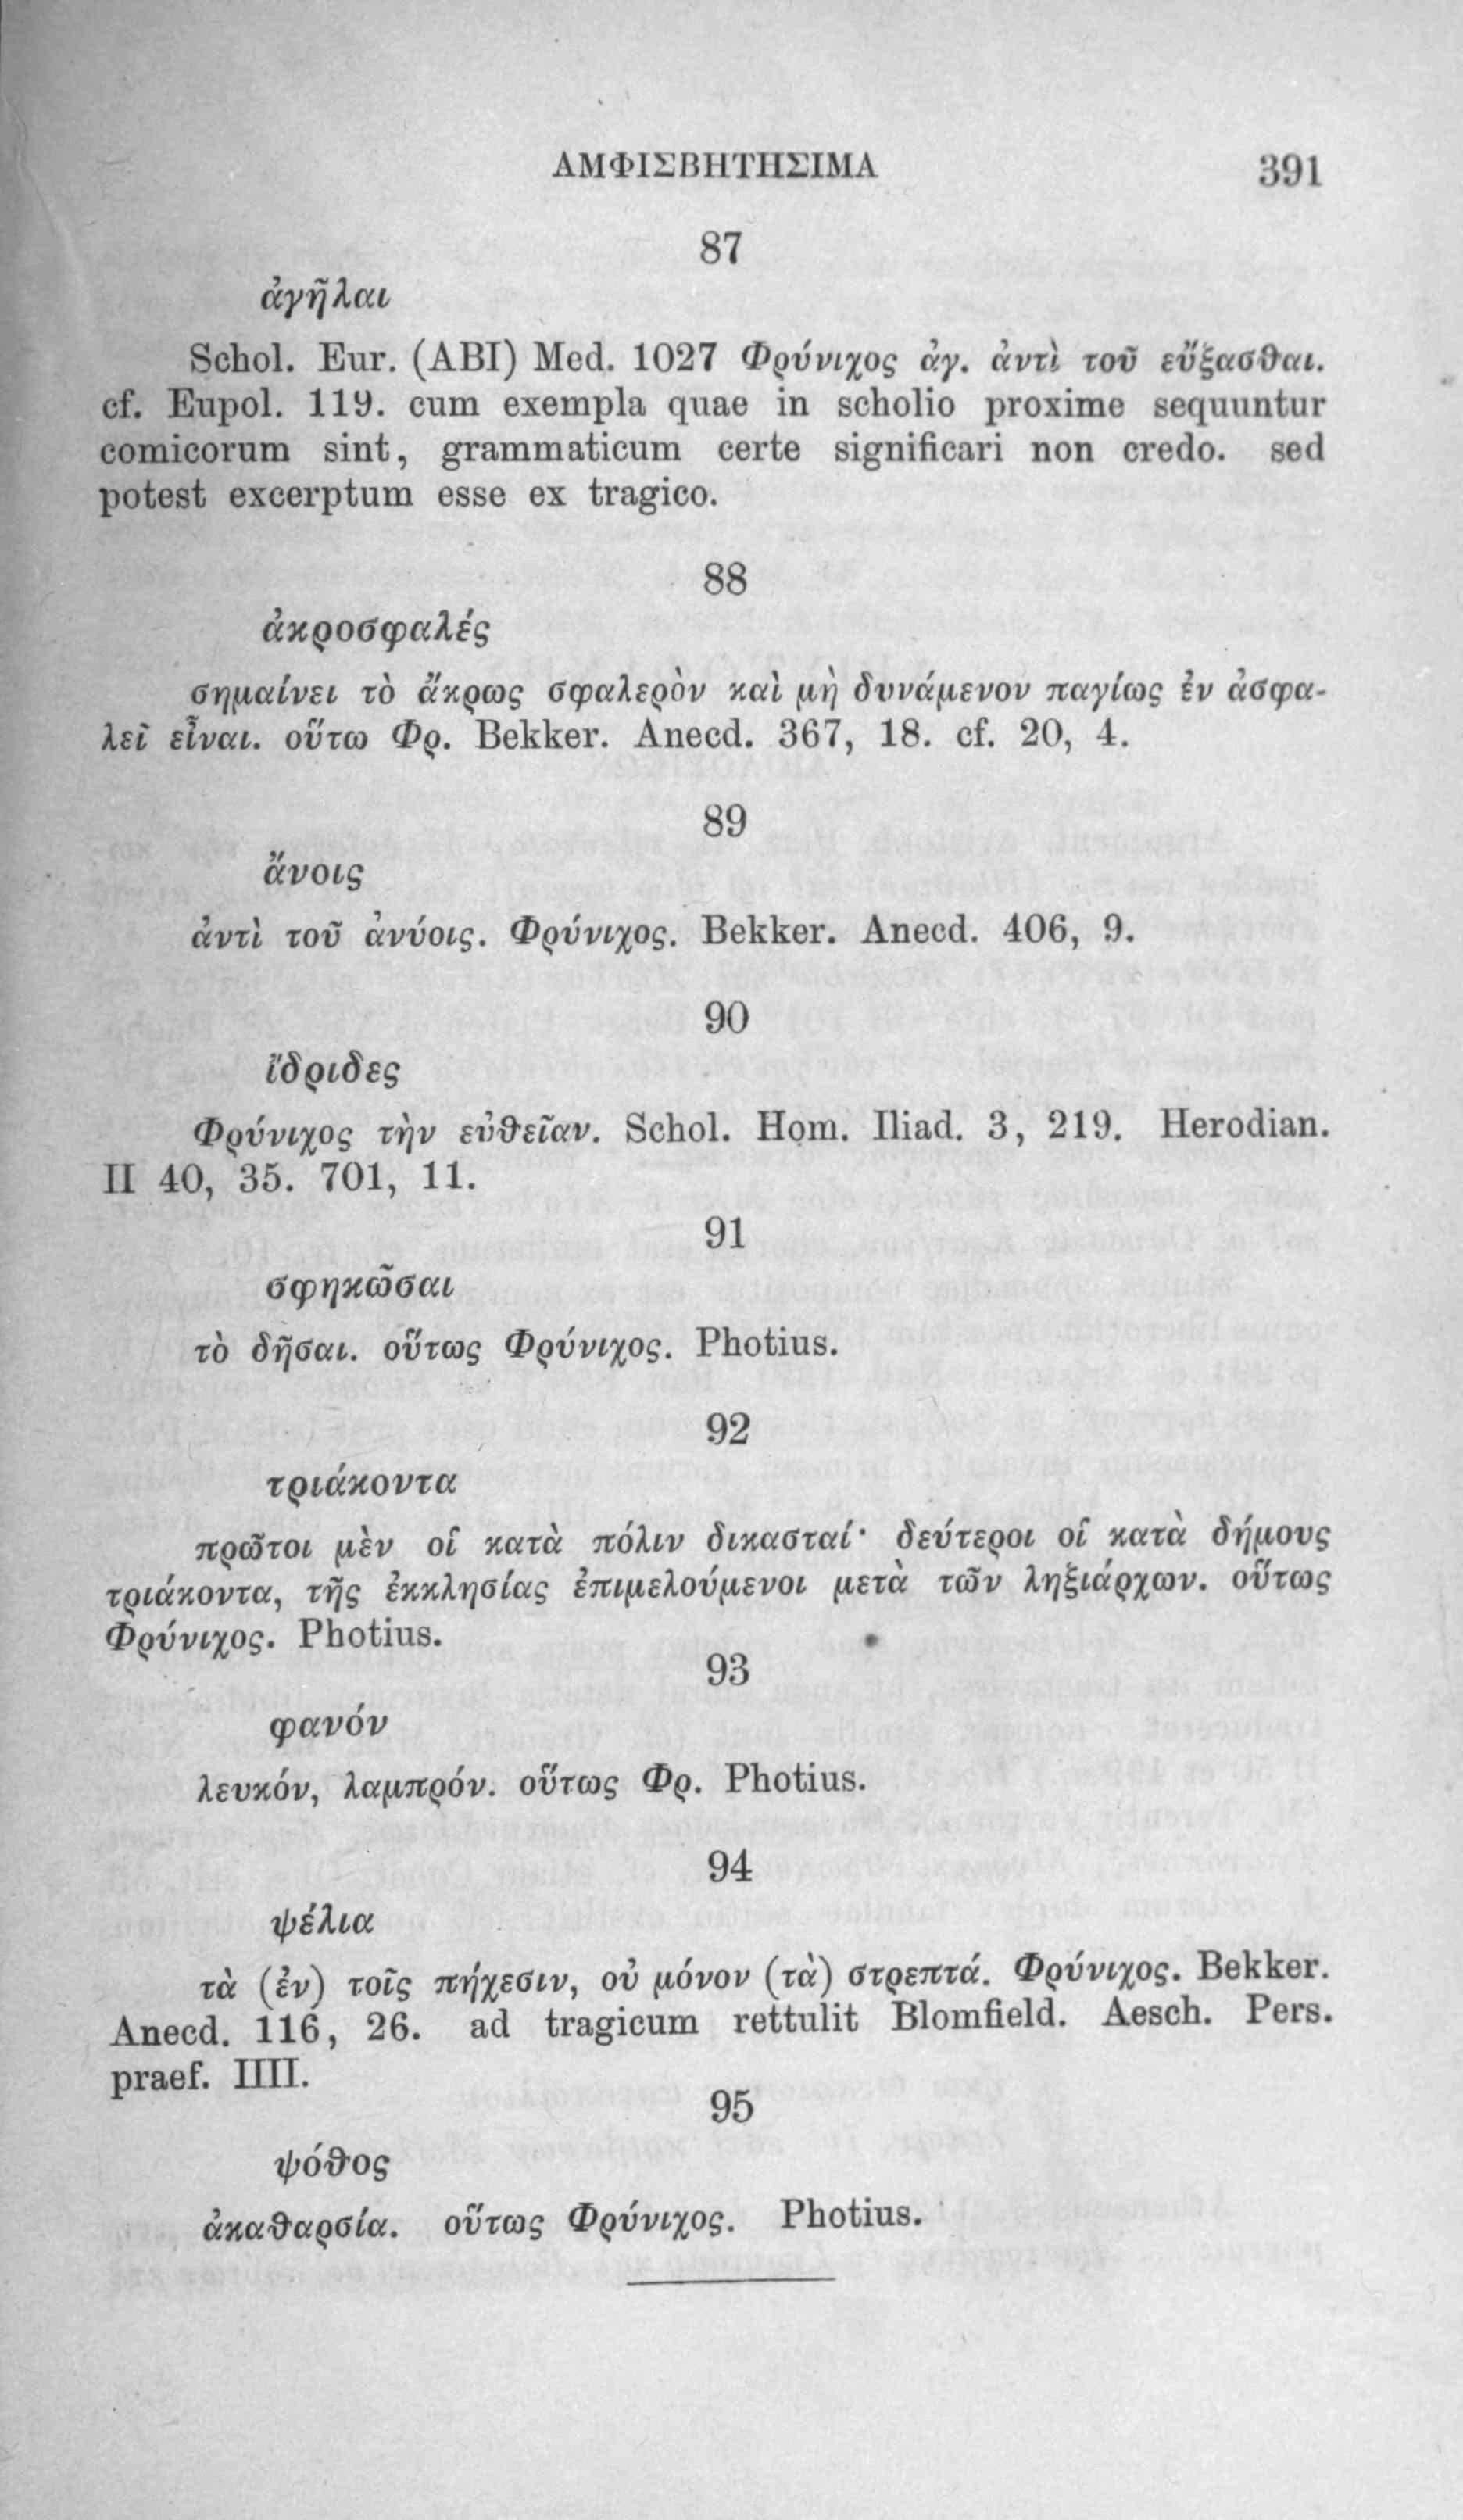 ΑΜΦΙΣΒΗΤΗΣΙΜΑ 391
87
ἀγῆλαι
Schol. Eur. (ABI) Med. 1027 Φρύνιχος ἀγ. ἀντὶ τοῦ εὔξασθαι.
cf. Eupol. 119. cum exempla quae in scholio proxime sequuntur
comicorum sint, grammaticum certe significari non credo. sed
potest excerptum esse ex tragico.
88
ἀκροσφαλές
σημαίνει τὸ ἄκρως σφαλερὸν καὶ μὴ δυνάμενον παγίως ἐν ἀσφα-
λεῖ εἶναι. οὕτω Φρ. Bekker. Anecd. 367, 18. cf. 20, 4.
89
ἄνοις
ἀντὶ τοῦ ἀνύοις. Φρύνιχος. Bekker. Anecd. 406, 9.
90
ἴδριδες
Φρύνιχος τὴν εὐθεῖαν. Schol. Hom. Iliad. 3, 219. Herodian.
II 40, 35. 701, 11.
91
σφηκῶσαι
τὸ δῆσαι. οὕτως Φρύνιχος. Photius.
92
τριάκοντα
πρῶτοι μὲν οἱ κατὰ πόλιν δικασταί· δεύτεροι οἱ κατὰ δήμους
τριάκοντα, τῆς ἐκκλησίας ἐπιμελούμενοι μετὰ τῶν ληξιάρχων. οὕτως
Φρύνιχος. Photius.
93
φανόν
λευκόν, λαμπρόν. οὕτως Φρ. Photius.
94
ψέλια
τὰ (ἐν) τοῖς πήχεσιν, οὐ μόνον (τὰ) στρεπτά. Φρύνιχος. Bekker.
Anecd. 116, 26. ad tragicum rettulit Blomfield. Aesch. Pers.
praef. IIII.
95
ψόθος
ἀκαθαρσία. οὕτως Φρύνιχος. Photius.